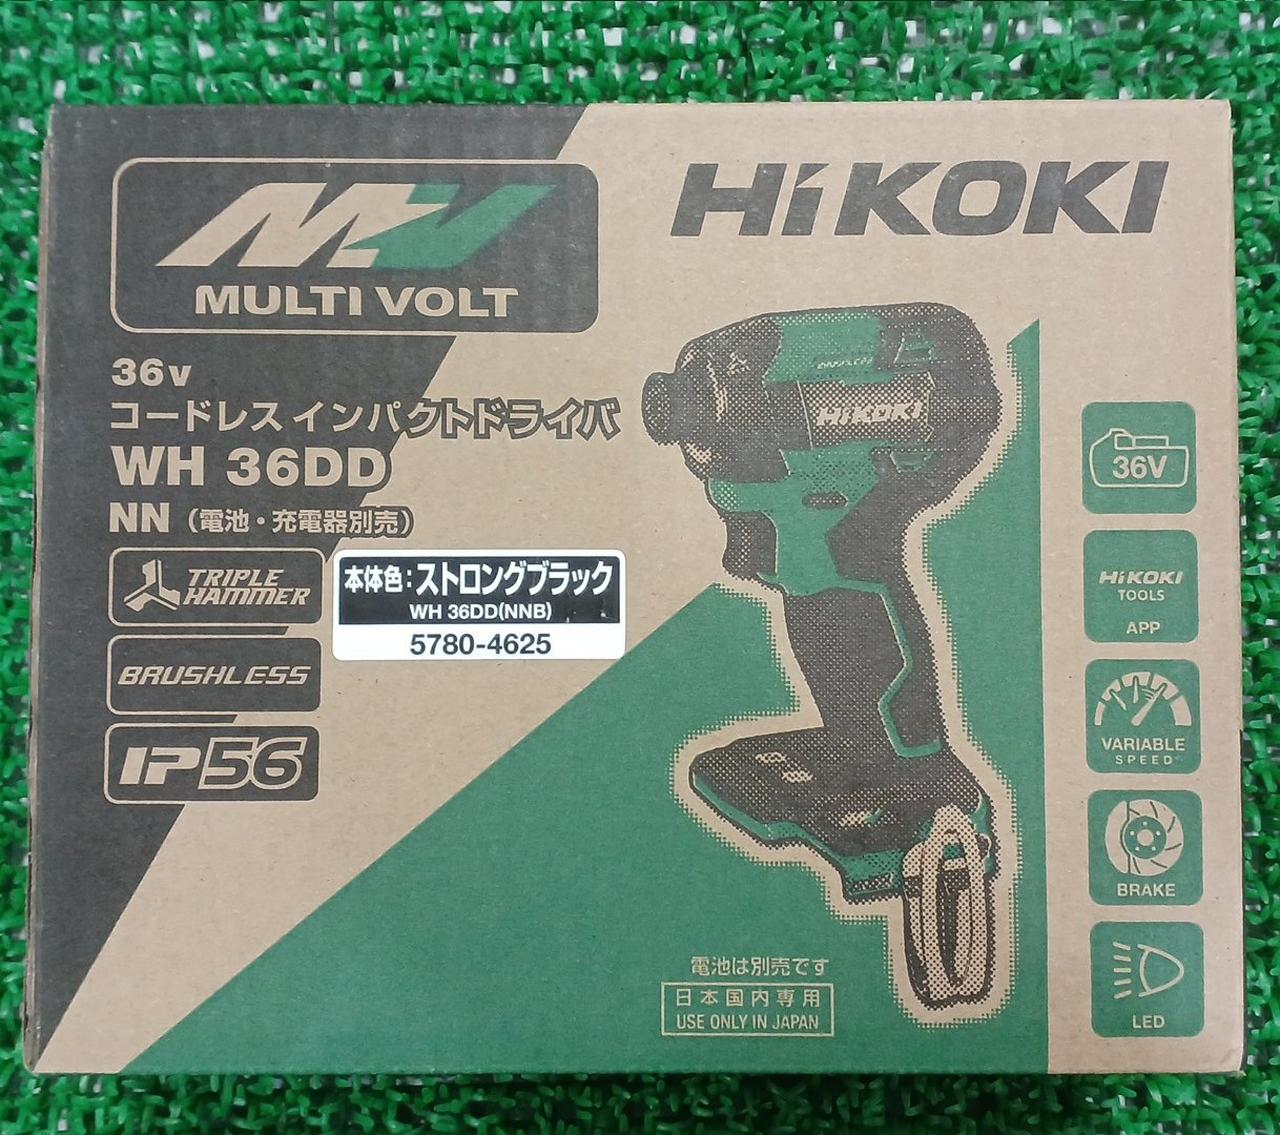 MV
MULTI VOLT
HiKOKI
36v
コードレスインパクトドライバ
WH 36DD
NN（電池・充電器別売）
TRIPLE
HAMMER
BRUSHLESS
IP56
本体色：ストロングブラック
WH 36DD(NNB)
5780-4625
BRUSHLESS
HiKOKI
36V
HiKOKI
TOOLS
APP
VARIABLE
SPEED
BRAKE
LED
電池は別売です
日本国内専用
USE ONLY IN JAPAN